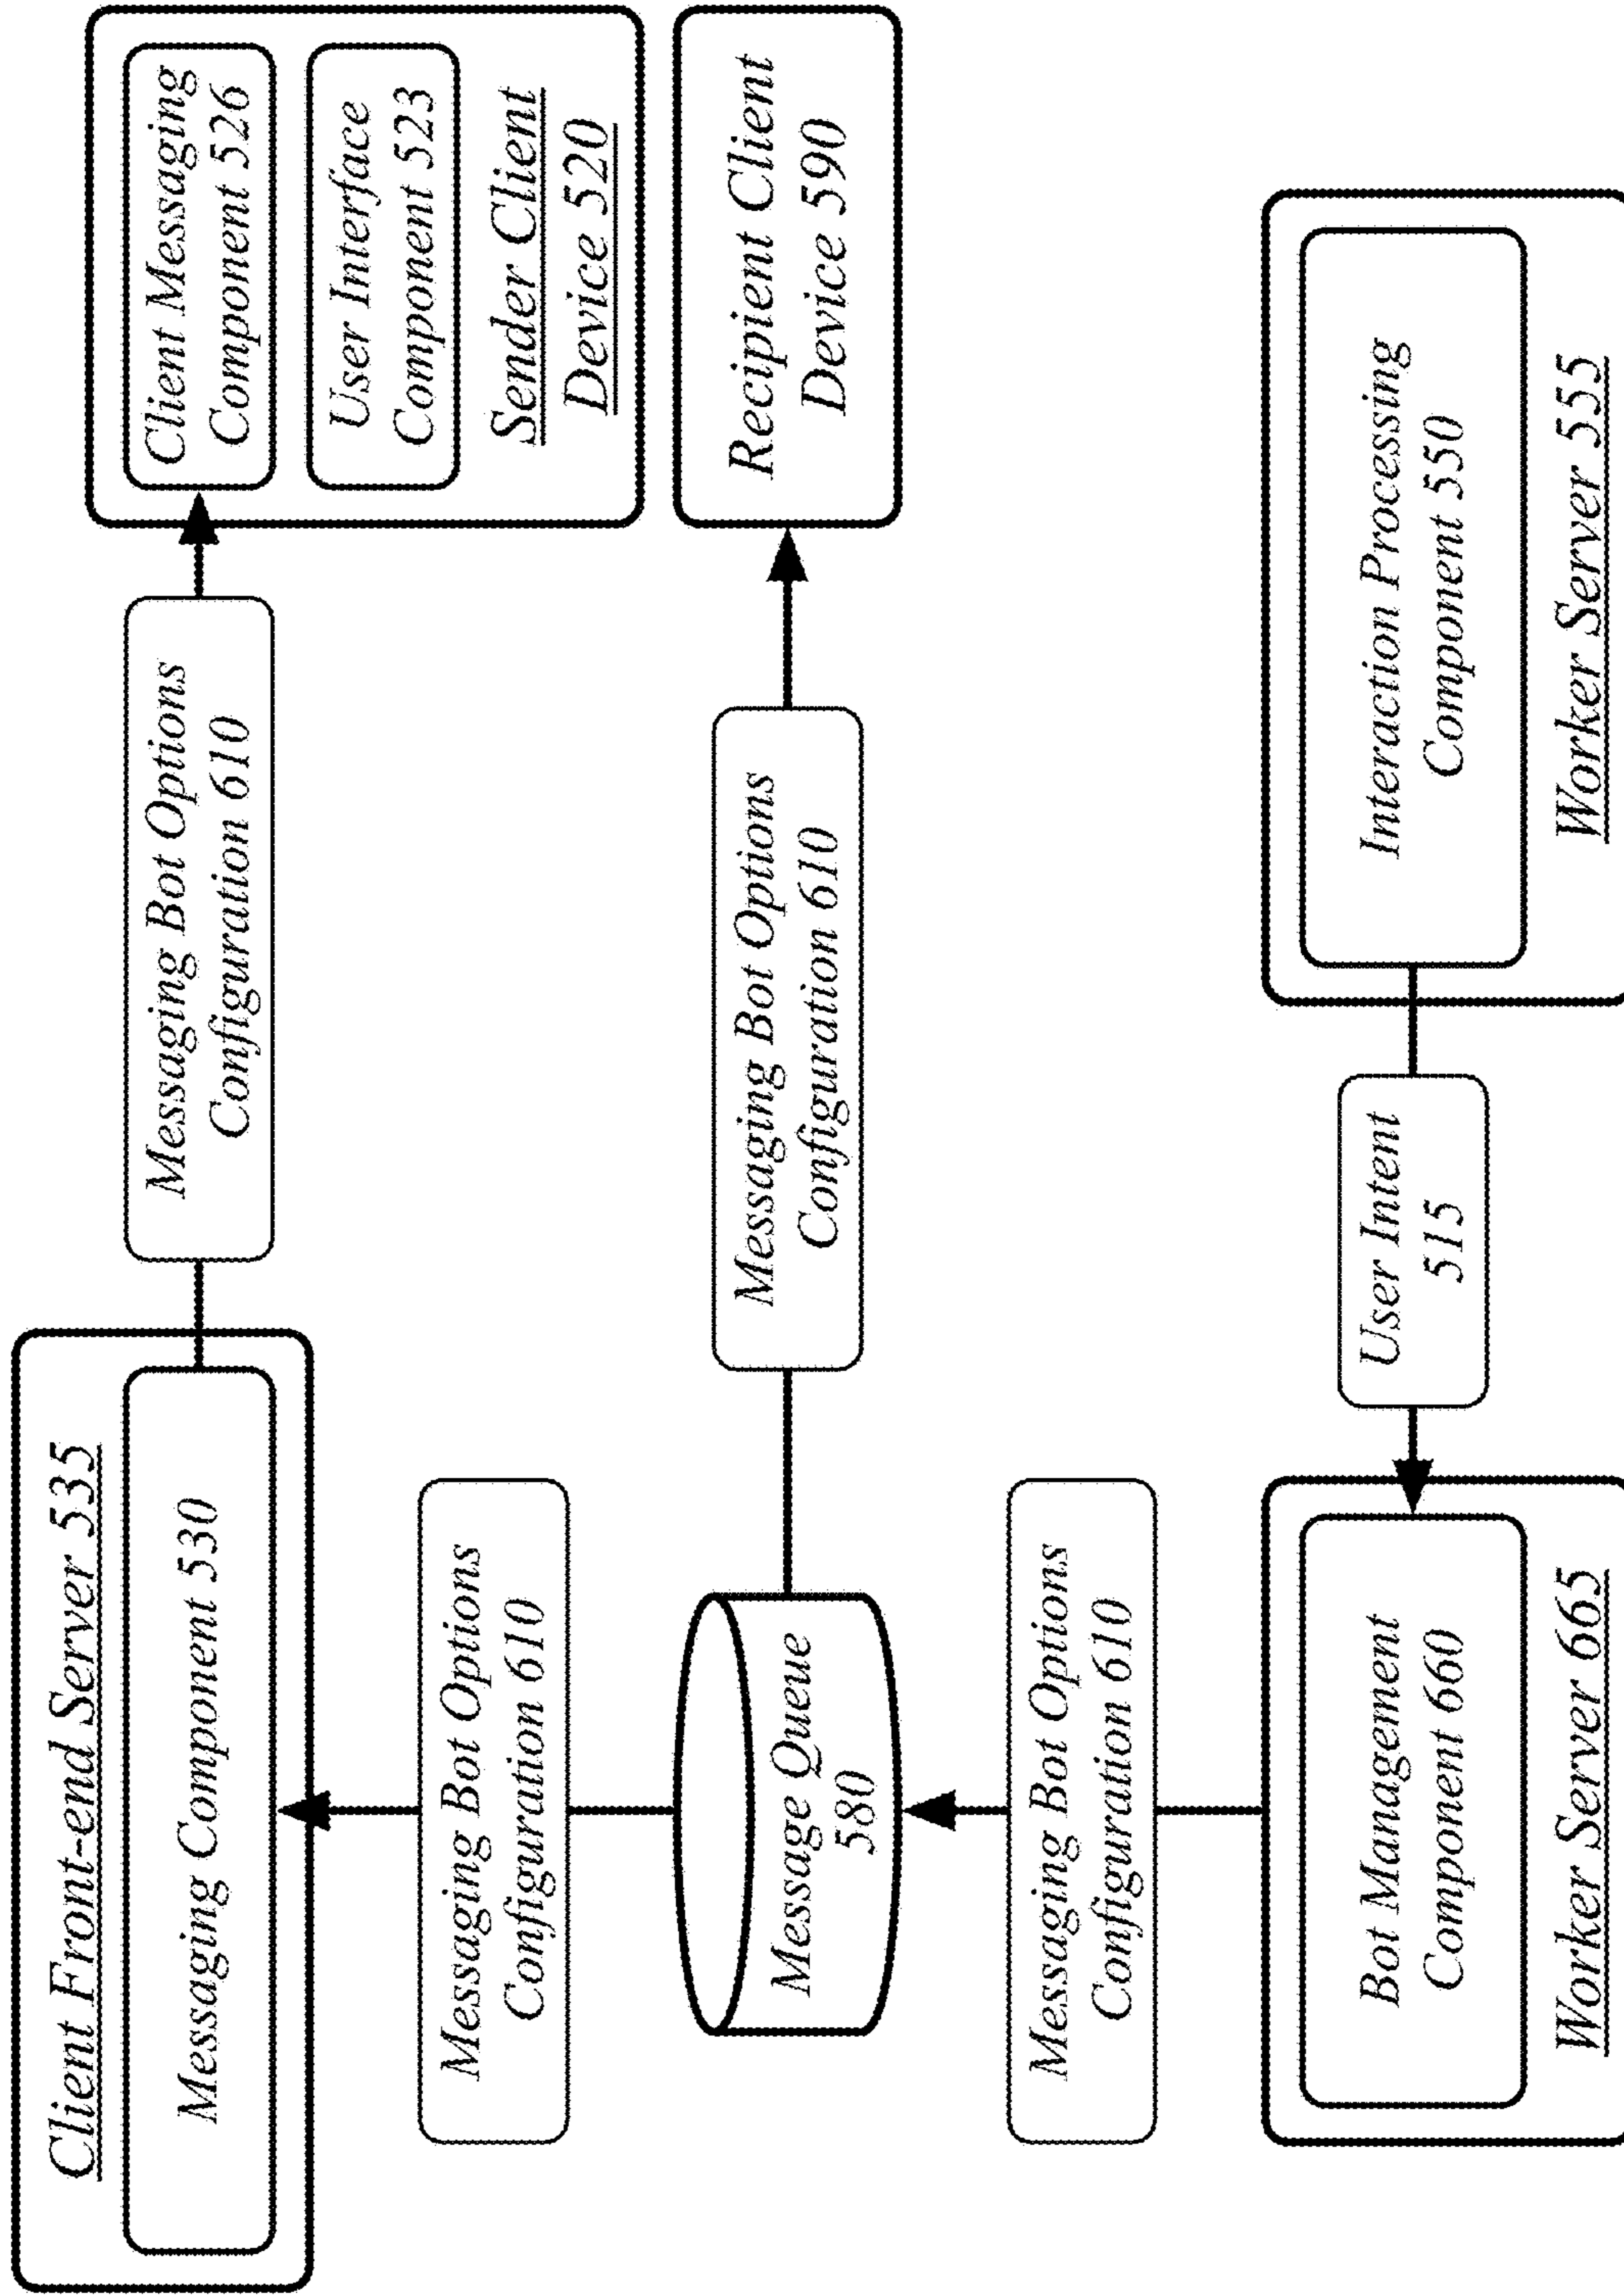 Client Front-end Server 535
Messaging Component 530
Messaging Bot Options
Configuration 610
Client Messaging
Component 526
User Interface
Component 523
Sender Client
Device 520
Messaging Bot Options
Configuration 610
Message Queue
580
Messaging Bot Options
Configuration 610
Recipient Client
Device 590
Messaging Bot Options
Configuration 610
Bot Management
Component 660
Worker Server 665
User Intent
515
Interaction Processing
Component 550
Worker Server 555